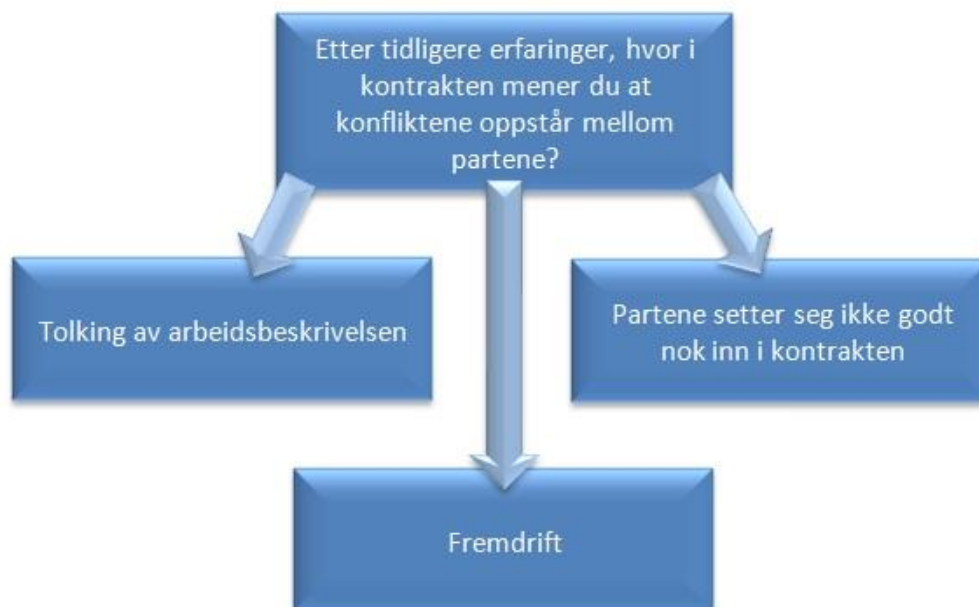 Etter tidligere erfaringer, hvor i
kontrakten mener du at
konfliktene oppstår mellom
partene?
Tolking av arbeidsbeskrivelsen
Partene setter seg ikke godt
nok inn i kontrakten
Fremdrift